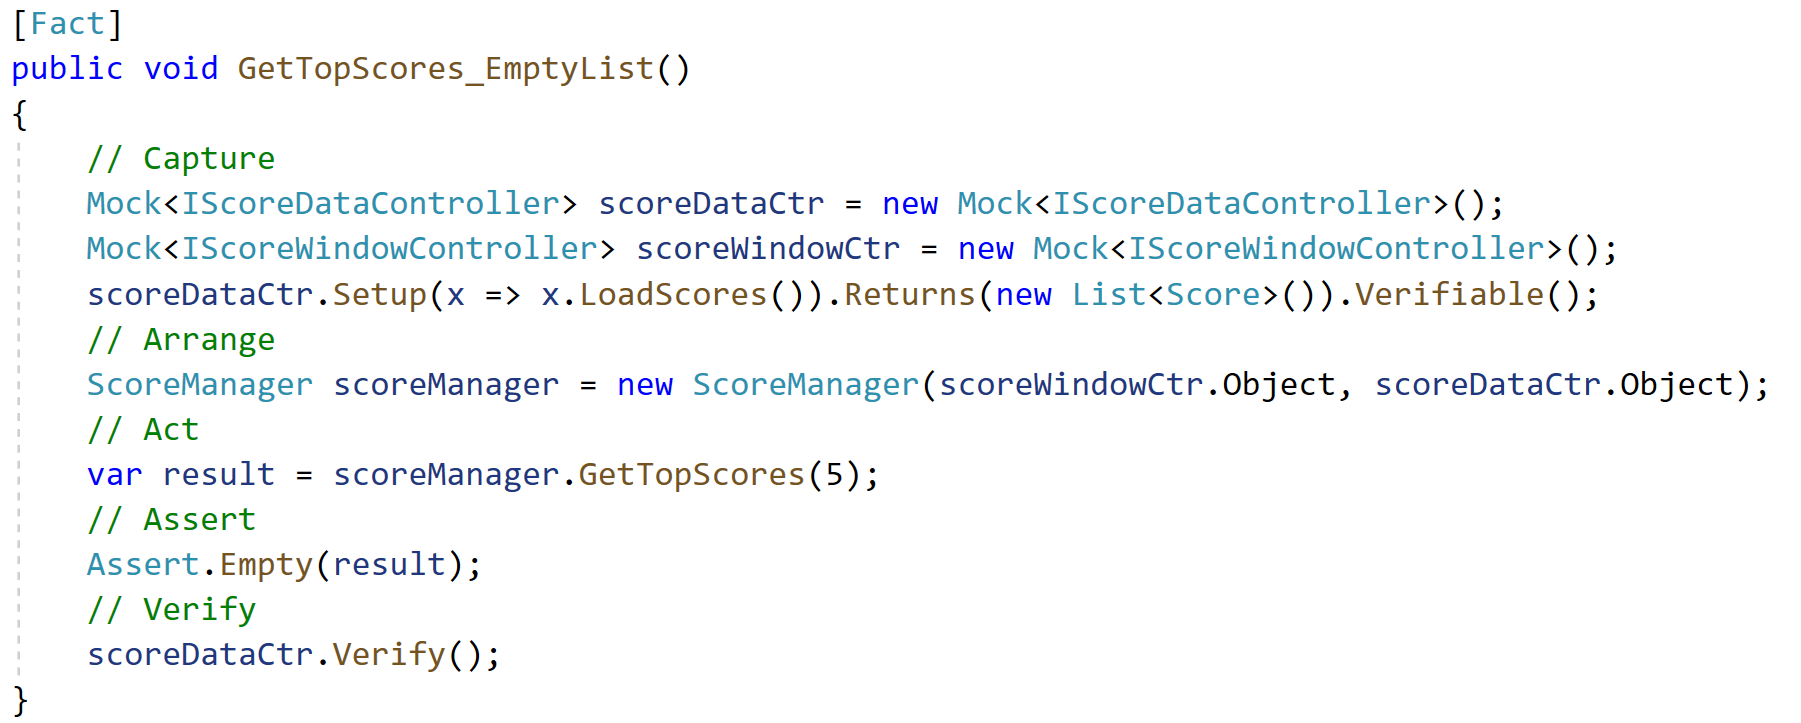 [Fact]
public void GetTopScores_EmptyList()
{
    // Capture
    Mock<IScoreDataController> scoreDataCtr = new Mock<IScoreDataController>();
    Mock<IScoreWindowController> scoreWindowCtr = new Mock<IScoreWindowController>();
    scoreDataCtr.Setup(x => x.LoadScores()).Returns(new List<Score>()).Verifiable();
    // Arrange
    ScoreManager scoreManager = new ScoreManager(scoreWindowCtr.Object, scoreDataCtr.Object);
    // Act
    var result = scoreManager.GetTopScores(5);
    // Assert
    Assert.Empty(result);
    // Verify
    scoreDataCtr.Verify();
}